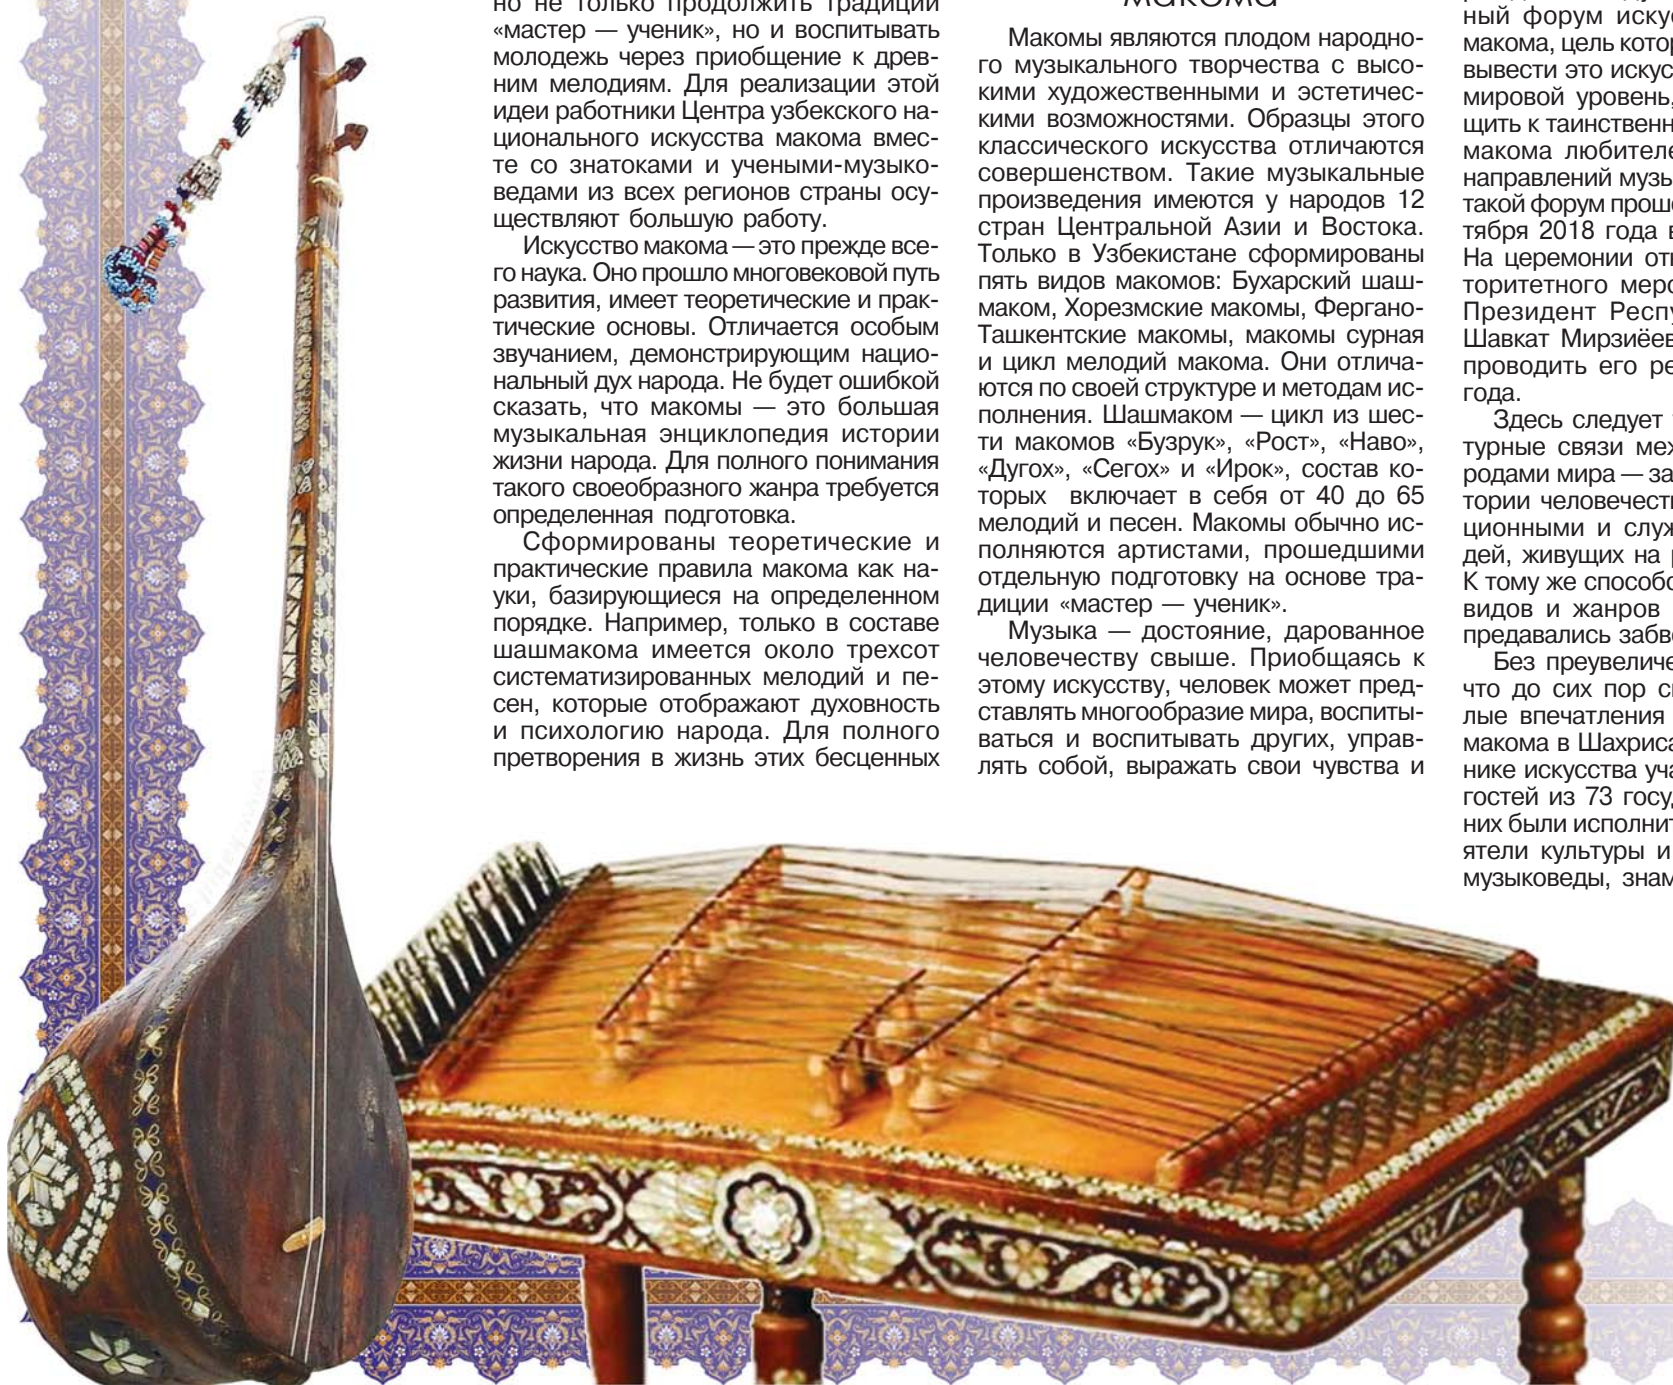 но не только продолжить традиции
«мастер — ученик», но и воспитывать
молодежь через приобщение к древ-
ним мелодиям. Для реализации этой
идеи работники Центра узбекского на-
ционального искусства макома вмес-
те со знатоками и учеными-музыко-
ведами из всех регионов страны осу-
ществляют большую работу.
Искусство макома — это прежде все-
го наука. Оно прошло многовековой путь
развития, имеет теоретические и прак-
тические основы. Отличается особым
звучанием, демонстрирующим нацио-
нальный дух народа. Не будет ошибкой
сказать, что макомы — это большая
музыкальная энциклопедия истории
жизни народа. Для полного понимания
такого своеобразного жанра требуется
определенная подготовка.
Сформированы теоретические и
практические правила макома как на-
уки, базирующиеся на определенном
порядке. Например, только в составе
шашмакома имеется около трехсот
систематизированных мелодий и пе-
сен, которые отображают духовность
и психологию народа. Для полного
претворения в жизнь этих бесценных
макома
Макомы являются плодом народно-
го музыкального творчества с высо-
кими художественными и эстетичес-
кими возможностями. Образцы этого
классического искусства отличаются
совершенством. Такие музыкальные
произведения имеются у народов 12
стран Центральной Азии и Востока.
Только в Узбекистане сформированы
пять видов макомов: Бухарский шаш-
маком, Хорезмские макомы, Фергано-
Ташкентские макомы, макомы сурная
и цикл мелодий макома. Они отлича-
ются по своей структуре и методам ис-
полнения. Шашмаком — цикл из шес-
ти макомов «Бузрук», «Рост», «Наво»,
«Дугох», «Сегох» и «Ирок», состав ко-
торых включает в себя от 40 до 65
мелодий и песен. Макомы обычно ис-
полняются артистами, прошедшими
отдельную подготовку на основе тра-
диции «мастер — ученик».
Музыка — достояние, дарованное
человечеству свыше. Приобщаясь к
этому искусству, человек может пред-
ставлять многообразие мира, воспиты-
ваться и воспитывать других, управ-
лять собой, выражать свои чувства и
ный форум искус
макома, цель котор
вывести это искус
мировой уровень,
щить к таинственн
макома любителе
направлений музы
такой форум проше
тября 2018 года в
На церемонии отк
торитетного меро
Президент Респу
Шавкат Мирзиёев
проводить его ре
года.
Здесь следует
турные связи меж
родами мира — за
тории человечест
ционными и служ
дей, живущих на р
К тому же способо
видов и жанров
предавались забве
Без преувеличе
что до сих пор с
лые впечатления
макома в Шахриса
нике искусства уча
гостей из 73 госу
них были исполнит
ятели культуры и
музыковеды, знам